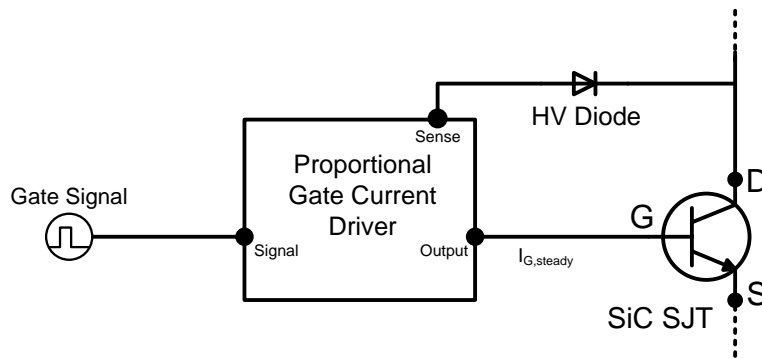 HV Diode
Sense
Proportional
Gate Current
Driver
Gate Signal
Signal
Output
I_G,steady
G
D
S
SiC SJT